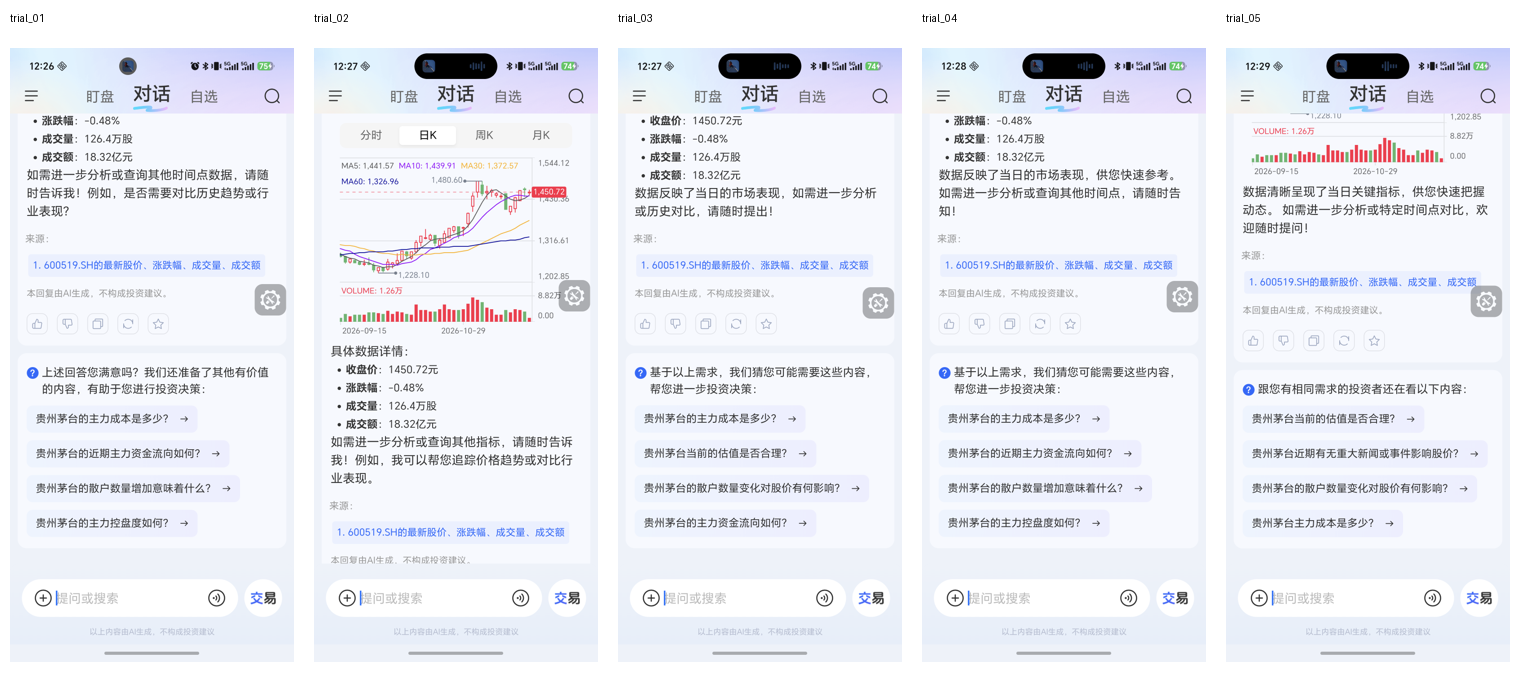 trial_01
12:26
5G
5G
75
盯盘 对话 自选
涨跌幅：-0.48%
成交量：126.4万股
成交额：18.32亿元
如需进一步分析或查询其他时间点数据，请随
时告诉我！例如，是否需要对比历史趋势或行
业表现？
来源：
1. 600519.SH的最新股价、涨跌幅、成交量、成交额
本回复由AI生成，不构成投资建议。
上述回答您满意吗？我们还准备了其他有价值
的内容，有助于您进行投资决策：
贵州茅台的主力成本是多少？ →
贵州茅台的近期主力资金流向如何？ →
贵州茅台的散户数量增加意味着什么？ →
贵州茅台的主力控盘度如何？ →
提问或搜索
交易
以上内容由AI生成，不构成投资建议
trial_02
12:27
5G
5G
74
盯盘 对话 自选
分时 日K 周K 月K
MA5: 1,441.57 MA10: 1,439.91 MA30: 1,372.57
MA60: 1,326.96
1,544.12
1,480.60
1,450.72
1,430.36
1,316.61
1,228.10
1,202.85
VOLUME: 1.26万
8.82万
0.00
2026-09-15 2026-10-29
具体数据详情：
收盘价：1450.72元
涨跌幅：-0.48%
成交量：126.4万股
成交额：18.32亿元
如需进一步分析或查询其他指标，请随时告诉
我！例如，我可以帮您追踪价格趋势或对比行
业表现。
来源：
1. 600519.SH的最新股价、涨跌幅、成交量、成交额
本回复由AI生成，不构成投资建议。
提问或搜索
交易
以上内容由AI生成，不构成投资建议
trial_03
12:27
5G
5G
74
盯盘 对话 自选
收盘价：1450.72元
涨跌幅：-0.48%
成交量：126.4万股
成交额：18.32亿元
数据反映了当日的市场表现，如需进一步分析
或历史对比，请随时提出！
来源：
1. 600519.SH的最新股价、涨跌幅、成交量、成交额
本回复由AI生成，不构成投资建议。
基于以上需求，我们猜您可能需要这些内容，
帮您进一步投资决策：
贵州茅台的主力成本是多少？ →
贵州茅台当前的估值是否合理？ →
贵州茅台的散户数量变化对股价有何影响？ →
贵州茅台的主力资金流向如何？ →
提问或搜索
交易
以上内容由AI生成，不构成投资建议
trial_04
12:28
5G
5G
74
盯盘 对话 自选
涨跌幅：-0.48%
成交量：126.4万股
成交额：18.32亿元
数据反映了当日的市场表现，供您快速参考。
如需进一步分析或查询其他时间点，请随时告
知！
来源：
1. 600519.SH的最新股价、涨跌幅、成交量、成交额
本回复由AI生成，不构成投资建议。
基于以上需求，我们猜您可能需要这些内容，
帮您进一步投资决策：
贵州茅台的主力成本是多少？ →
贵州茅台的近期主力资金流向如何？ →
贵州茅台的散户数量增加意味着什么？ →
贵州茅台的主力控盘度如何？ →
提问或搜索
交易
以上内容由AI生成，不构成投资建议
trial_05
12:29
5G
5G
74
盯盘 对话 自选
1,228.10
1,202.85
VOLUME: 1.26万
8.82万
0.00
2026-09-15 2026-10-29
数据清晰呈现了当日关键指标，供您快速把握
动态。 如需进一步分析或特定时间点对比，欢
迎随时提问！
来源：
1. 600519.SH的最新股价、涨跌幅、成交量、成交额
本回复由AI生成，不构成投资建议。
跟您有相同需求的投资者还在看以下内容：
贵州茅台当前的估值是否合理？ →
贵州茅台近期有无重大新闻或事件影响股价？ →
贵州茅台的散户数量变化对股价有何影响？ →
贵州茅台主力成本是多少？ →
提问或搜索
交易
以上内容由AI生成，不构成投资建议